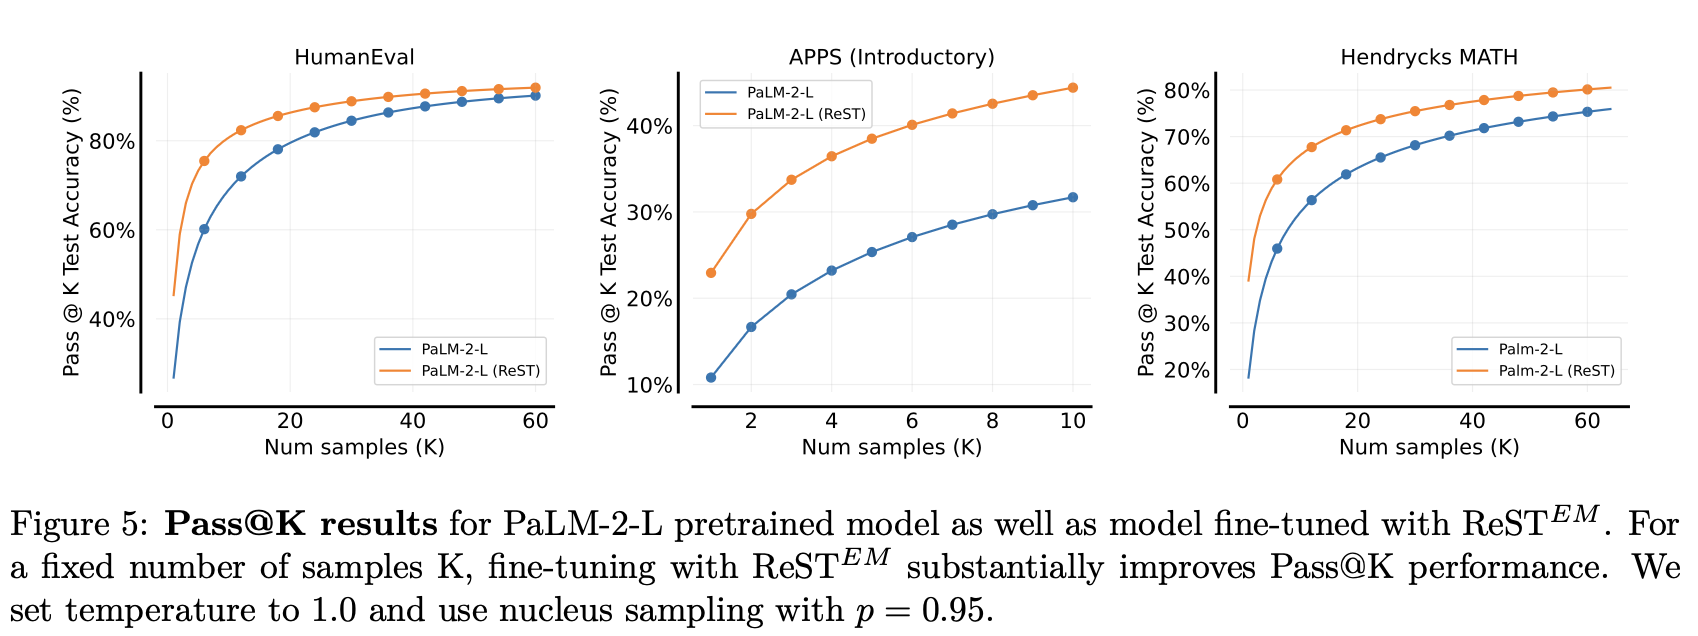 HumanEval
Pass @ K Test Accuracy (%)
80%
60%
40%
PaLM-2-L
PaLM-2-L (ReST)
0 20 40 60
Num samples (K)
APPS (Introductory)
Pass @ K Test Accuracy (%)
PaLM-2-L
PaLM-2-L (ReST)
40%
30%
20%
10%
2 4 6 8 10
Num samples (K)
Hendrycks MATH
Pass @ K Test Accuracy (%)
80%
70%
60%
50%
40%
30%
20%
Palm-2-L
Palm-2-L (ReST)
0 20 40 60
Num samples (K)
Figure 5: Pass@K results for PaLM-2-L pretrained model as well as model fine-tuned with ReST^EM. For
a fixed number of samples K, fine-tuning with ReST^EM substantially improves Pass@K performance. We
set temperature to 1.0 and use nucleus sampling with p = 0.95.